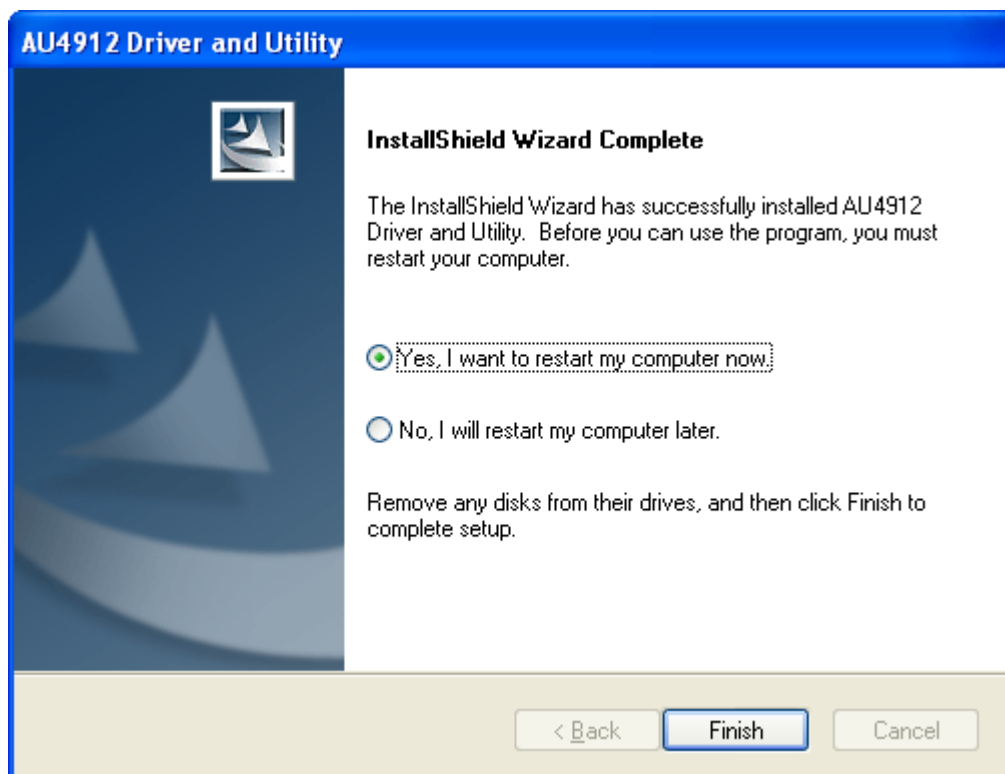 AU4912 Driver and Utility
InstallShield Wizard Complete
The InstallShield Wizard has successfully installed AU4912
Driver and Utility.  Before you can use the program, you must
restart your computer.
Yes, I want to restart my computer now.
No, I will restart my computer later.
Remove any disks from their drives, and then click Finish to
complete setup.
< Back
Finish
Cancel